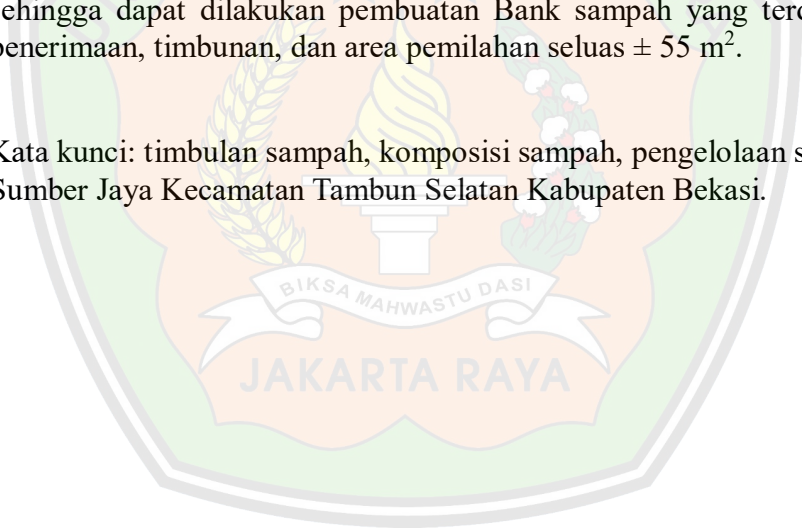 sehingga dapat dilakukan pembuatan Bank sampah yang
penerimaan, timbunan, dan area pemilahan seluas ± 55 m².
Kata kunci: timbulan sampah, komposisi sampah, pengelolaan
Sumber Jaya Kecamatan Tambun Selatan Kabupaten Bekasi.
BIKSA MAHWASTU DASI
JAKARTA RAYA